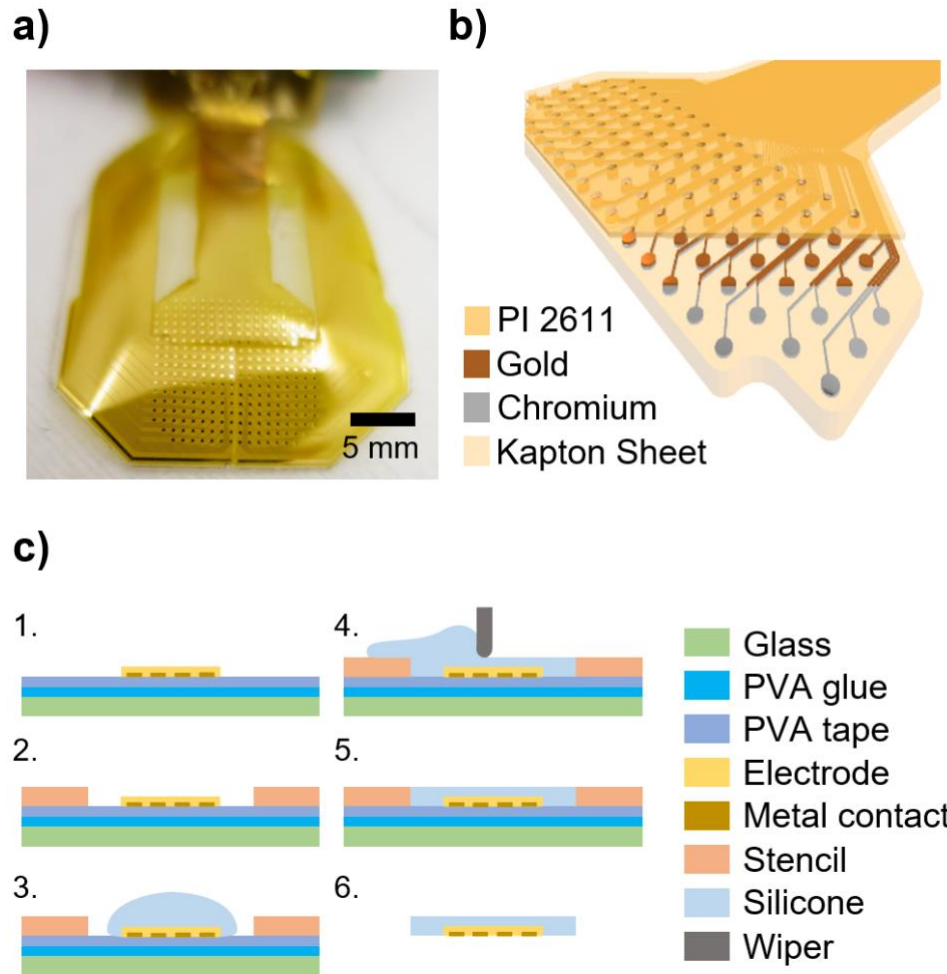 a)
b)
5 mm
PI 2611
Gold
Chromium
Kapton Sheet
c)
1.
2.
3.
4.
5.
6.
Glass
PVA glue
PVA tape
Electrode
Metal contact
Stencil
Silicone
Wiper